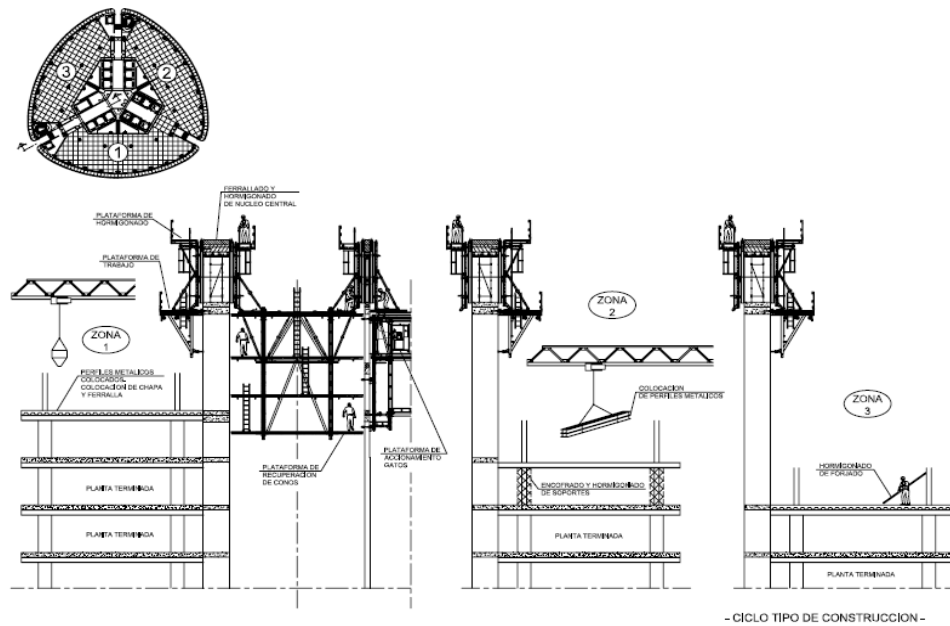 3
2
1
FERRALLADO Y
HORMIGONADO
DE NUCLEO CENTRAL
PLATAFORMA DE
HORMIGONADO
PLATAFORMA DE
TRABAJO
ZONA
1
PERFILES METALICOS
COLOCADOS.
COLOCACION DE CHAPA
Y FERRALLA
PLATAFORMA DE
RECUPERACION
DE CONOS
PLATAFORMA DE
ACCIONAMIENTO
GATOS
PLANTA TERMINADA
PLANTA TERMINADA
ZONA
2
COLOCACION
DE PERFILES METALICOS
ENCOFRADO Y HORMIGONADO
DE SOPORTES
PLANTA TERMINADA
ZONA
3
HORMIGONADO
DE FORJADO
PLANTA TERMINADA
- CICLO TIPO DE CONSTRUCCION -